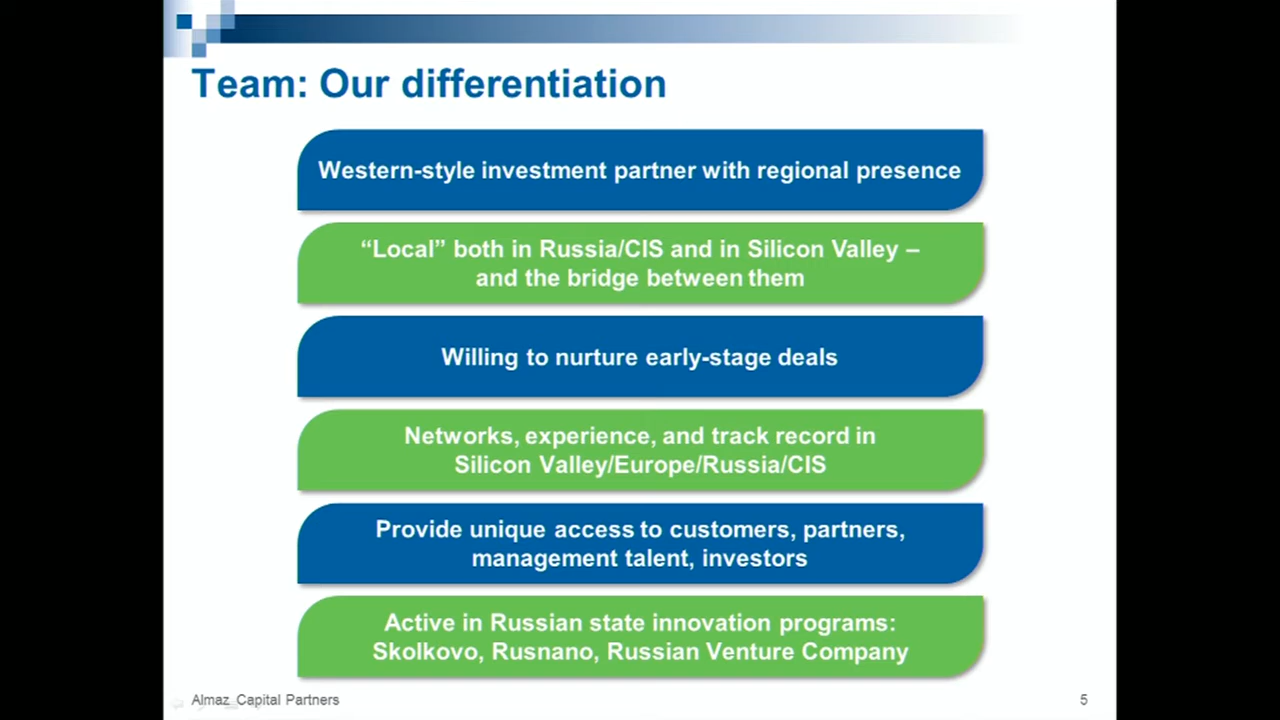 Team: Our differentiation
Western-style investment partner with regional presence
“Local” both in Russia/CIS and in Silicon Valley –
and the bridge between them
Willing to nurture early-stage deals
Networks, experience, and track record in
Silicon Valley/Europe/Russia/CIS
Provide unique access to customers, partners,
management talent, investors
Active in Russian state innovation programs:
Skolkovo, Rusnano, Russian Venture Company
Almaz Capital Partners
5